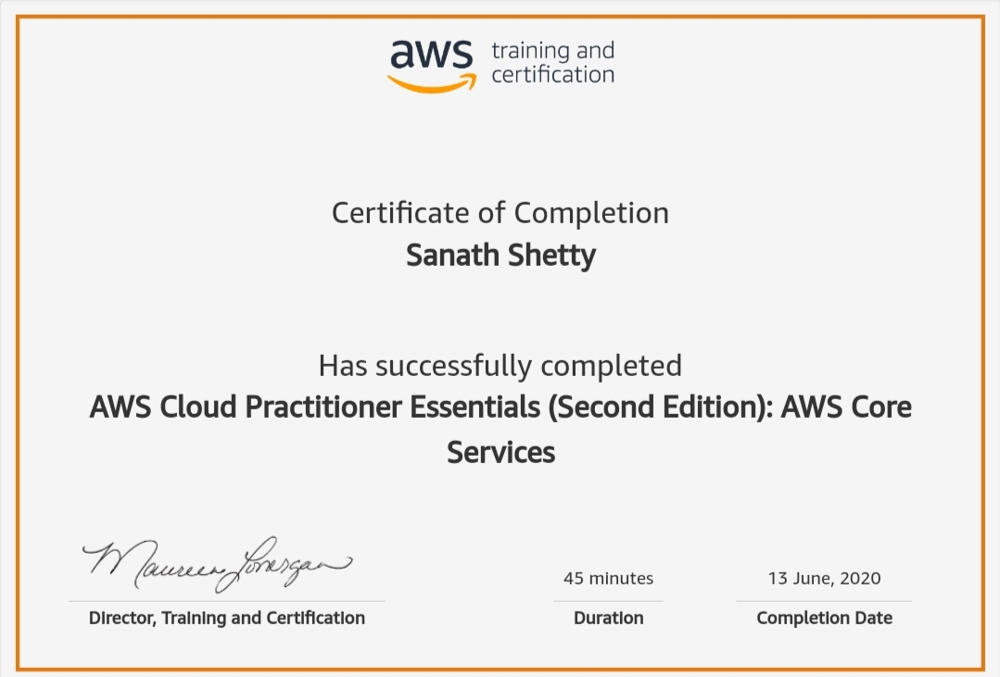 aws training and
certification
Certificate of Completion
Sanath Shetty
Has successfully completed
AWS Cloud Practitioner Essentials (Second Edition): AWS Core
Services
Maureen Lonergan
45 minutes
13 June, 2020
Director, Training and Certification
Duration
Completion Date